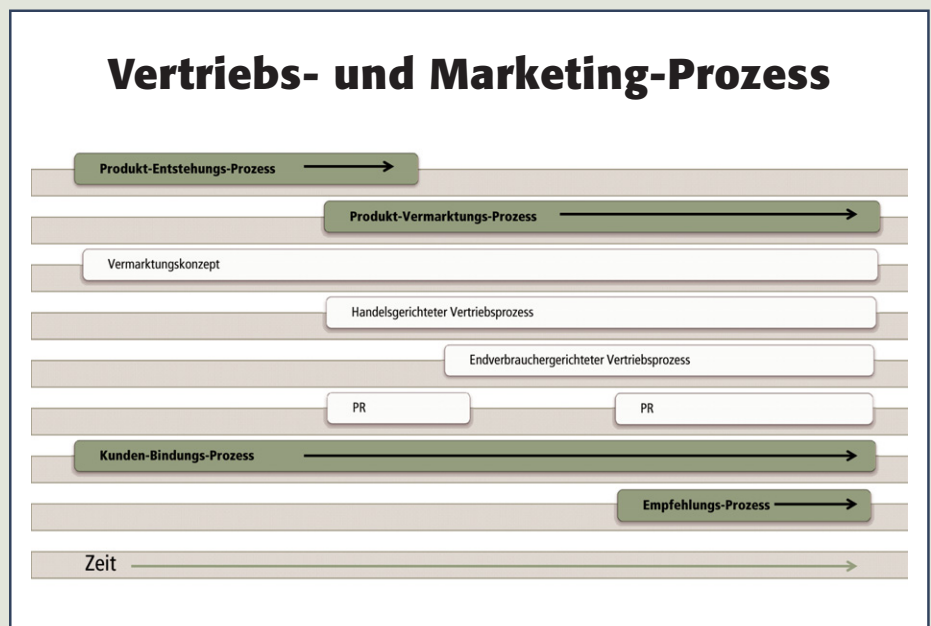 Vertriebs- und Marketing-Prozess
Produkt-Entstehungs-Prozess
Produkt-Vermarktungs-Prozess
Vermarktungskonzept
Handelsgerichteter Vertriebsprozess
Endverbrauchergerichteter Vertriebsprozess
PR PR
Kunden-Bindungs-Prozess
Empfehlungs-Prozess
Zeit